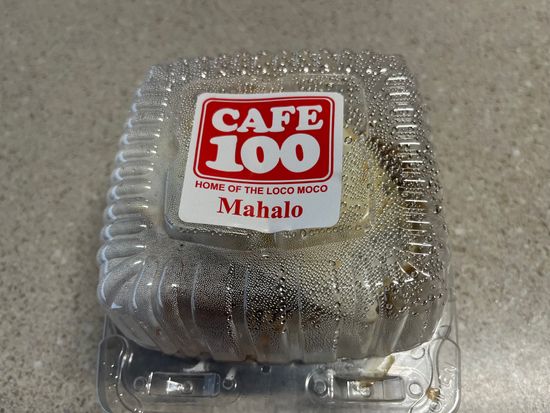 CAFE
100
HOME OF THE LOCO MOCO
Mahalo